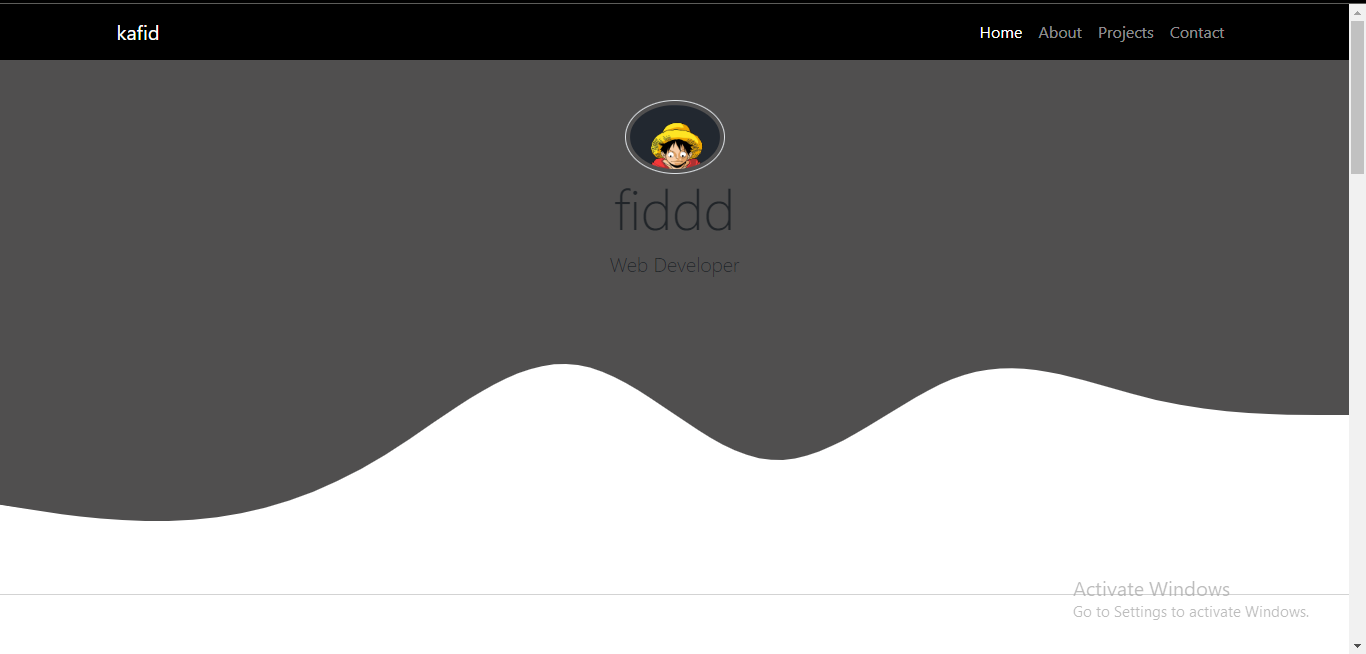 kafid
Home About Projects Contact
fiddd
Web Developer
Activate Windows
Go to Settings to activate Windows.